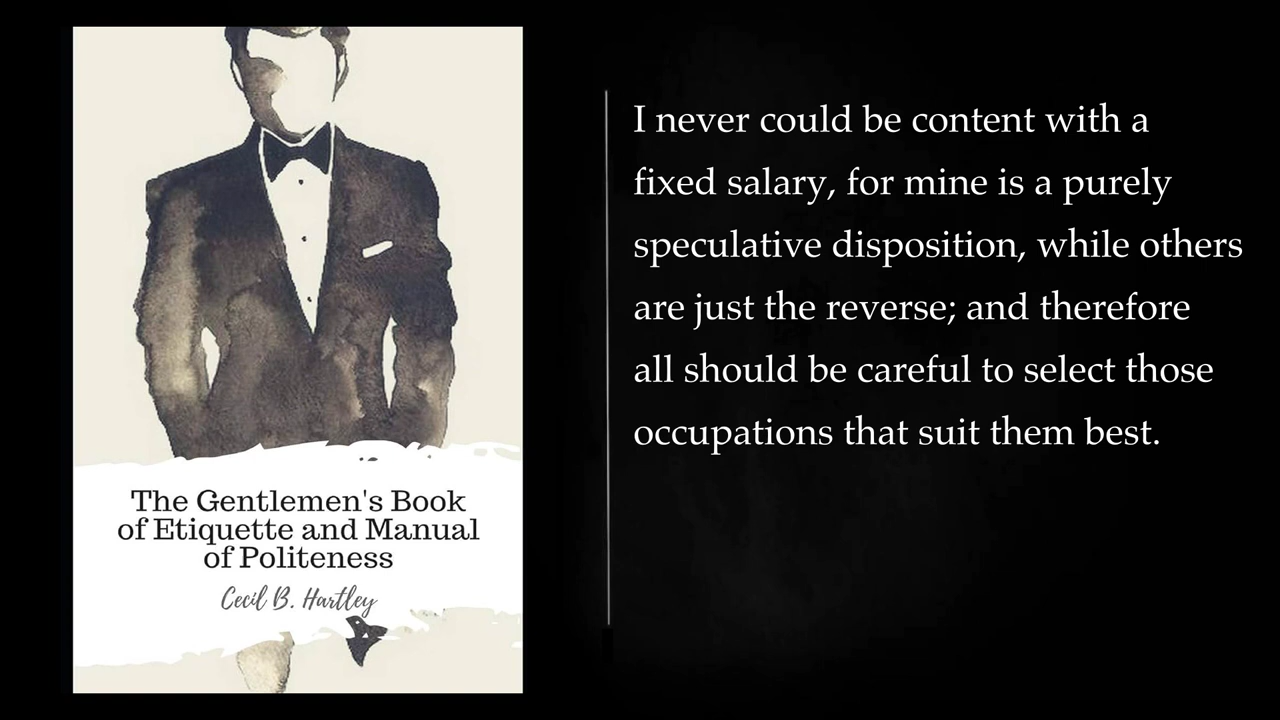 The Gentlemen's Book
of Etiquette and Manual
of Politeness
Cecil B. Hartley
I never could be content with a
fixed salary, for mine is a purely
speculative disposition, while others
are just the reverse; and therefore
all should be careful to select those
occupations that suit them best.